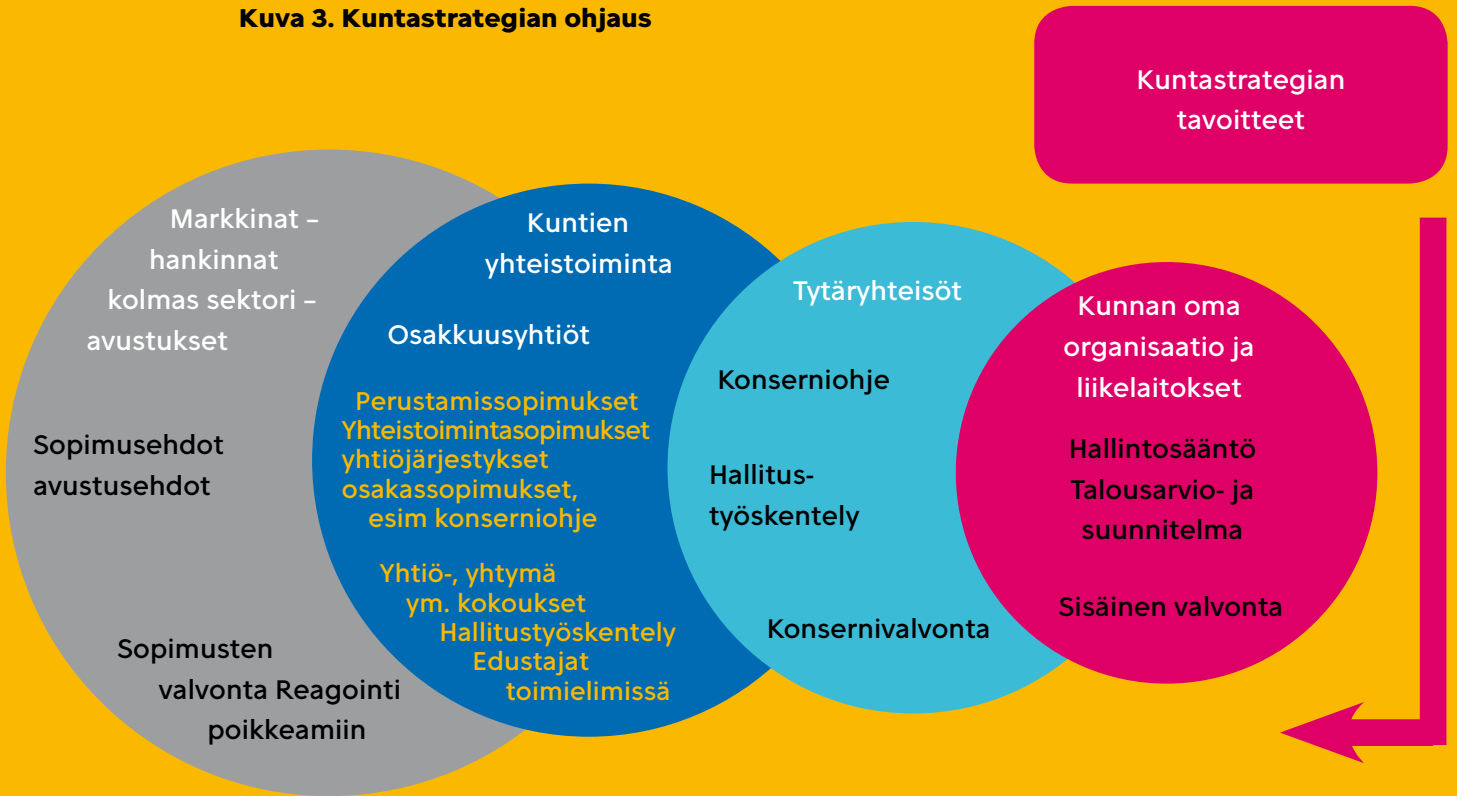 Kuva 3. Kuntastrategian ohjaus
Kuntastrategian
tavoitteet
Markkinat –
hankinnat
kolmas sektori –
avustukset
Sopimusehdot
avustusehdot
Sopimusten
valvonta Reagointi
poikkeamiin
Kuntien
yhteistoiminta
Osakkuusyhtiöt
Perustamissopimukset
Yhteistoimintasopimukset
yhtiöjärjestykset
osakassopimukset,
esim konserniohje
Yhtiö-, yhtymä
ym. kokoukset
Hallitustyöskentely
Edustajat
toimielimissä
Tytäryhteisöt
Konserniohje
Hallitus-
työskentely
Konsernivalvonta
Kunnan oma
organisaatio ja
liikelaitokset
Hallintosääntö
Talousarvio- ja
suunnitelma
Sisäinen valvonta